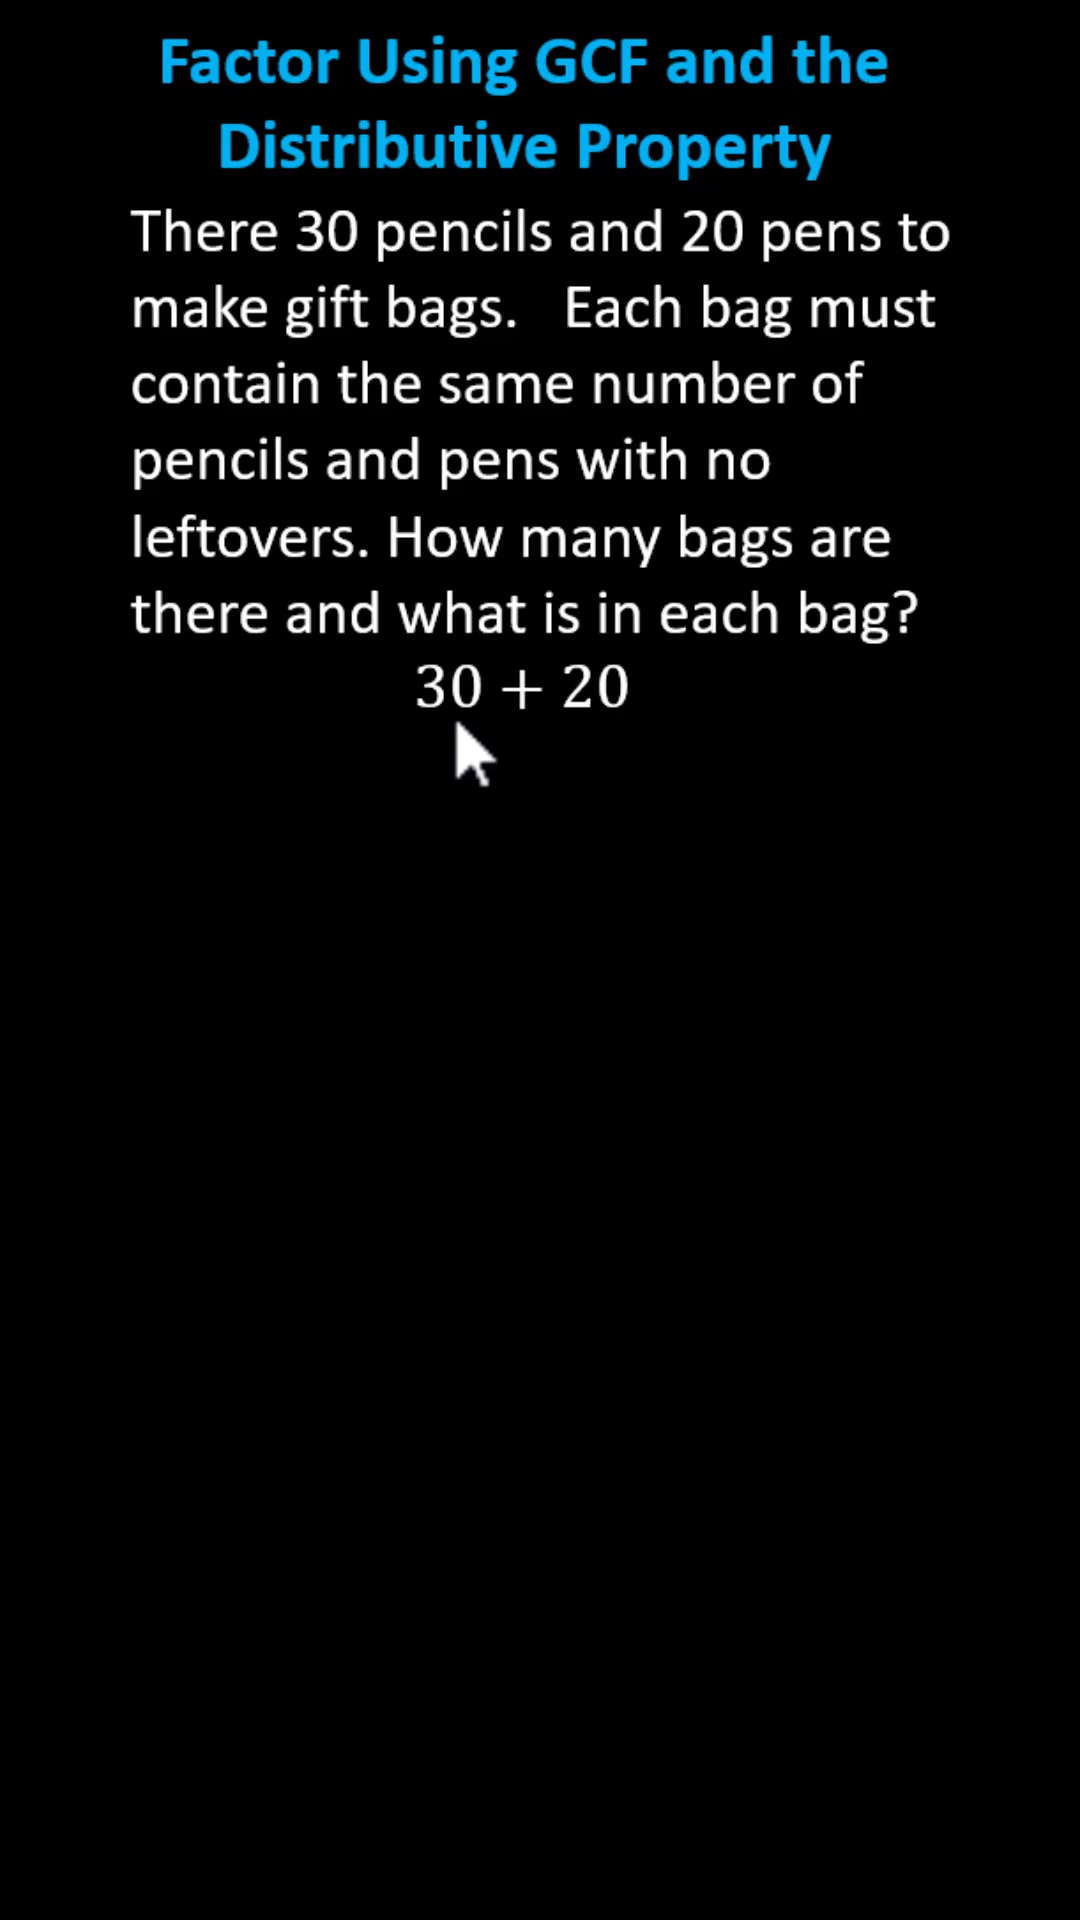 Factor Using GCF and the
Distributive Property
There 30 pencils and 20 pens to
make gift bags.   Each bag must
contain the same number of
pencils and pens with no
leftovers. How many bags are
there and what is in each bag?
30 + 20